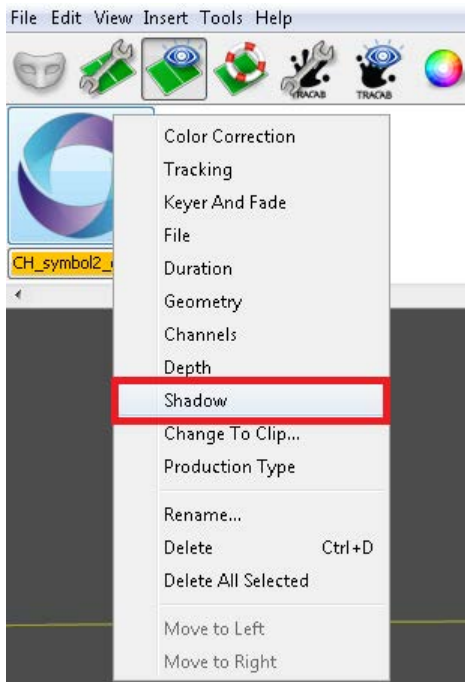 File Edit View Insert Tools Help
TRACAB TRACAB
Color Correction
Tracking
Keyer And Fade
File
CH_symbol2_
Duration
Geometry
Channels
Depth
Shadow
Change To Clip...
Production Type
Rename...
Delete Ctrl+D
Delete All Selected
Move to Left
Move to Right